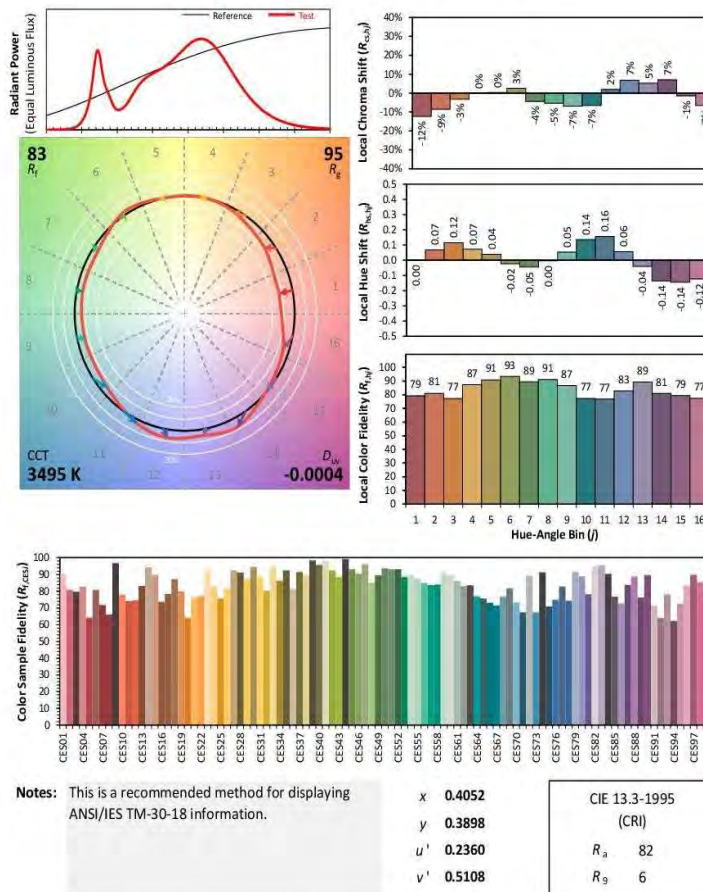 Reference Test
Radiant Power
(Equal Luminous Flux)
83
Rf
95
Rg
1
2
3
4
5
6
7
8
9
10
11
12
13
16
CCT
3495 K
Duv
-0.0004
Local Chroma Shift (Rcs,hj)
40%
30%
20%
10%
0%
-10%
-20%
-30%
-40%
-12% -9% -3% 0% 0% 3% -4% -5% -7% -7% 2% 7% 5% 7% -1%
Local Hue Shift (Rhs,hj)
0.5
0.4
0.3
0.2
0.1
0.0
-0.1
-0.2
-0.3
-0.4
-0.5
0.00 0.07 0.12 0.07 0.04 -0.02 -0.05 0.00 0.05 0.14 0.16 0.06 -0.04 -0.14 -0.14 -0.12
Local Color Fidelity (Rf,hj)
100
90
80
70
60
50
40
30
20
10
0
79 81 77 87 91 93 89 91 87 77 77 83 89 81 79 77
1 2 3 4 5 6 7 8 9 10 11 12 13 14 15 16
Hue-Angle Bin (j)
Color Sample Fidelity (Rf,CESi)
100
90
80
70
60
50
40
30
20
10
0
CES01 CES04 CES07 CES10 CES13 CES16 CES19 CES22 CES25 CES28 CES31 CES34 CES37 CES40 CES43 CES46 CES49 CES52 CES55 CES58 CES61 CES64 CES67 CES70 CES73 CES76 CES79 CES82 CES85 CES88 CES91 CES94 CES97
Notes: This is a recommended method for displaying
ANSI/IES TM-30-18 information.
x 0.4052
y 0.3898
u' 0.2360
v' 0.5108
CIE 13.3-1995
(CRI)
Ra 82
R9 6